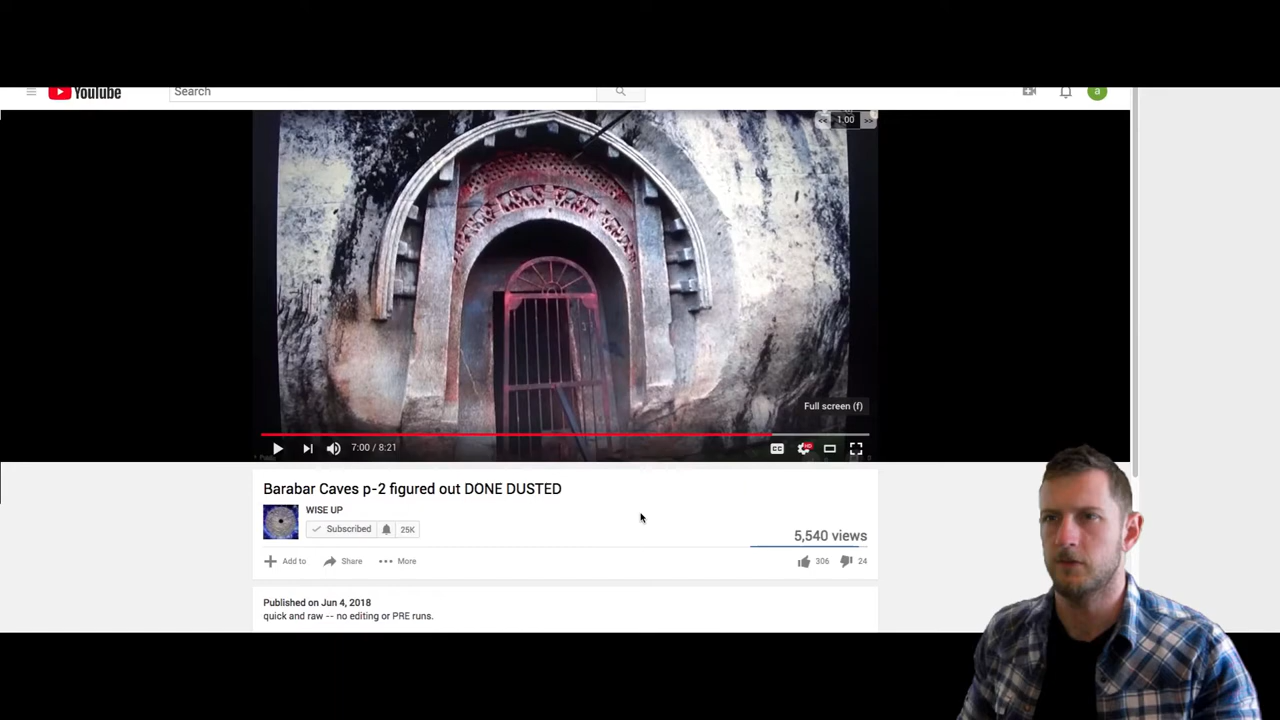 YouTube
Search
a
<< 1.00 >>
Full screen (f)
7:00 / 8:21
CC
HD
Barabar Caves p-2 figured out DONE DUSTED
WISE UP
Subscribed 25K
5,540 views
Add to Share More 306 24
Published on Jun 4, 2018
quick and raw -- no editing or PRE runs.